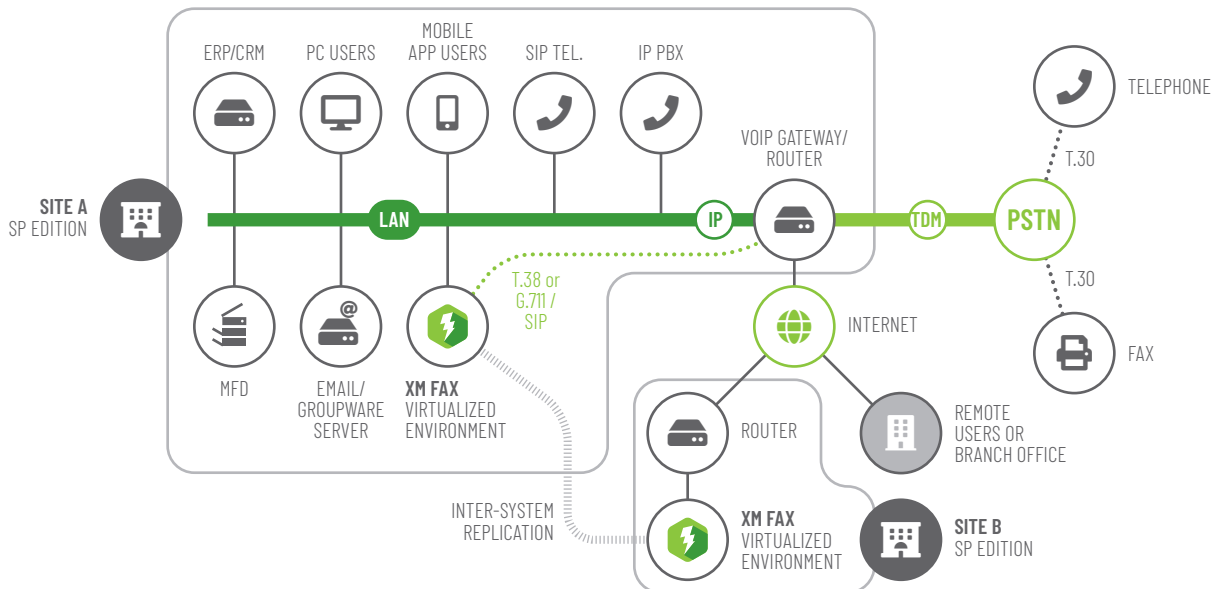 ERP/CRM
PC USERS
MOBILE
APP USERS
SIP TEL.
IP PBX
VOIP GATEWAY/
ROUTER
TELEPHONE
T.30
SITE A
SP EDITION
LAN
IP
TDM
PSTN
T.38 or
G.711 /
SIP
T.30
INTERNET
FAX
@
MFD
EMAIL/
GROUPWARE
SERVER
XM FAX
VIRTUALIZED
ENVIRONMENT
ROUTER
REMOTE
USERS OR
BRANCH OFFICE
INTER-SYSTEM
REPLICATION
XM FAX
VIRTUALIZED
ENVIRONMENT
SITE B
SP EDITION